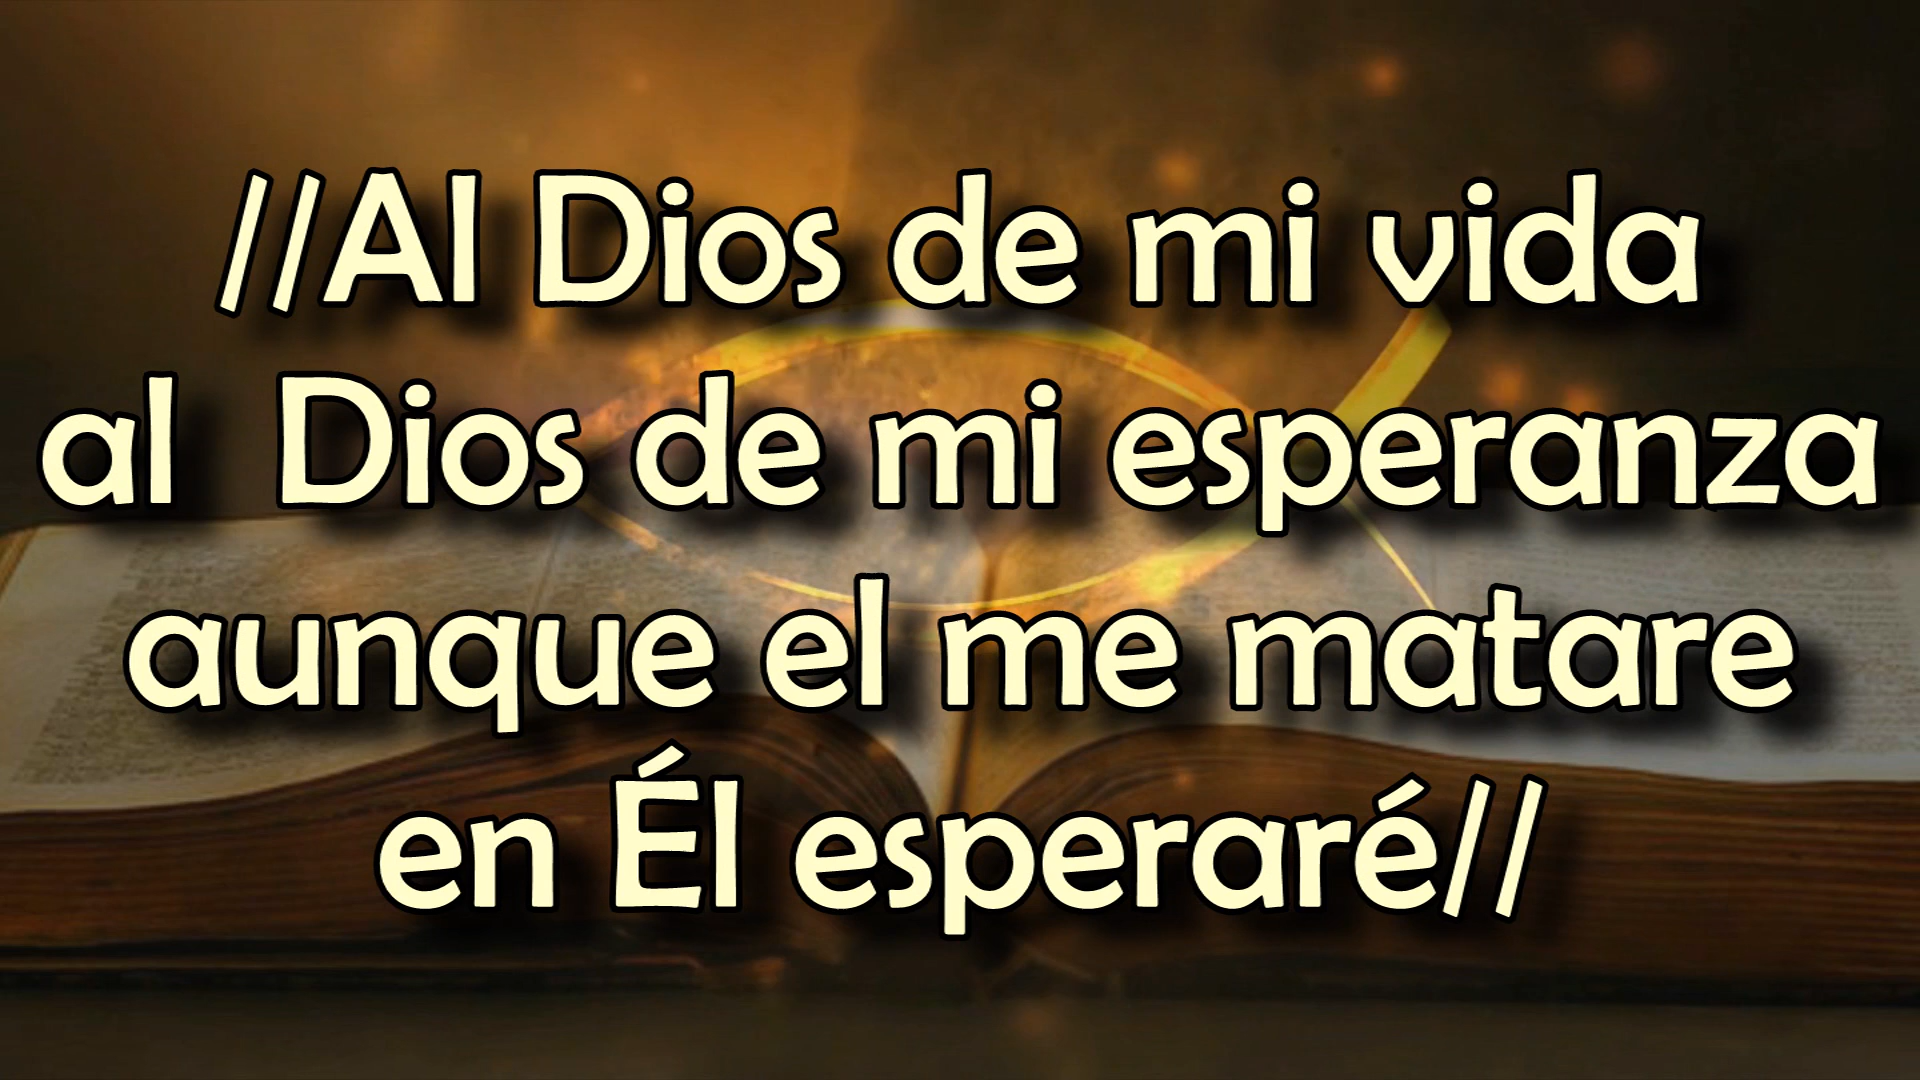 //Al Dios de mi vida
al  Dios de mi esperanza
aunque el me matare
en Él esperaré//